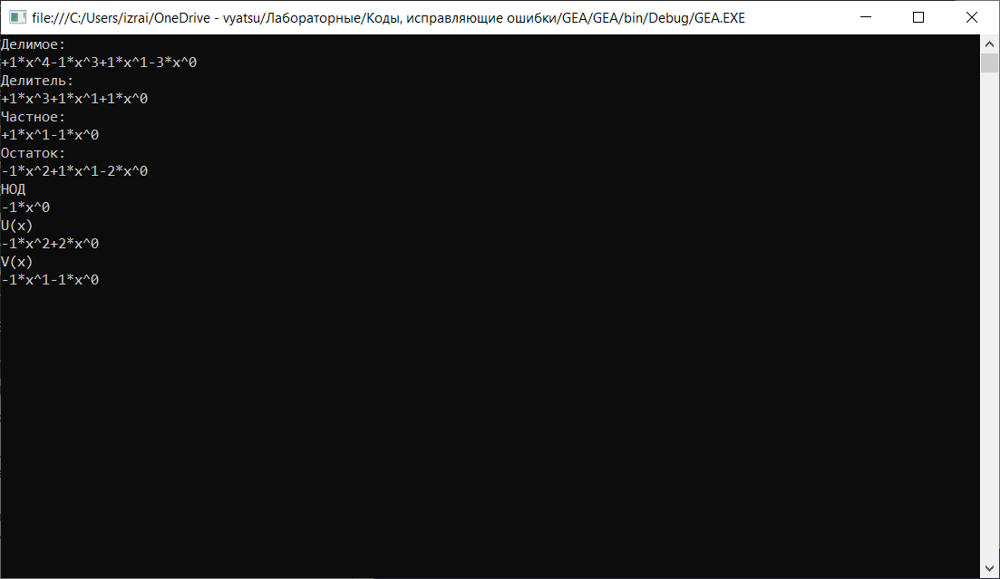 file:///C:/Users/izrai/OneDrive - vyatsu/Лабораторные/Коды, исправляющие ошибки/GEA/GEA/bin/Debug/GEA.EXE
Делимое:
+1*x^4-1*x^3+1*x^1-3*x^0
Делитель:
+1*x^3+1*x^1+1*x^0
Частное:
+1*x^1-1*x^0
Остаток:
-1*x^2+1*x^1-2*x^0
НОД
-1*x^0
U(x)
-1*x^2+2*x^0
V(x)
-1*x^1-1*x^0